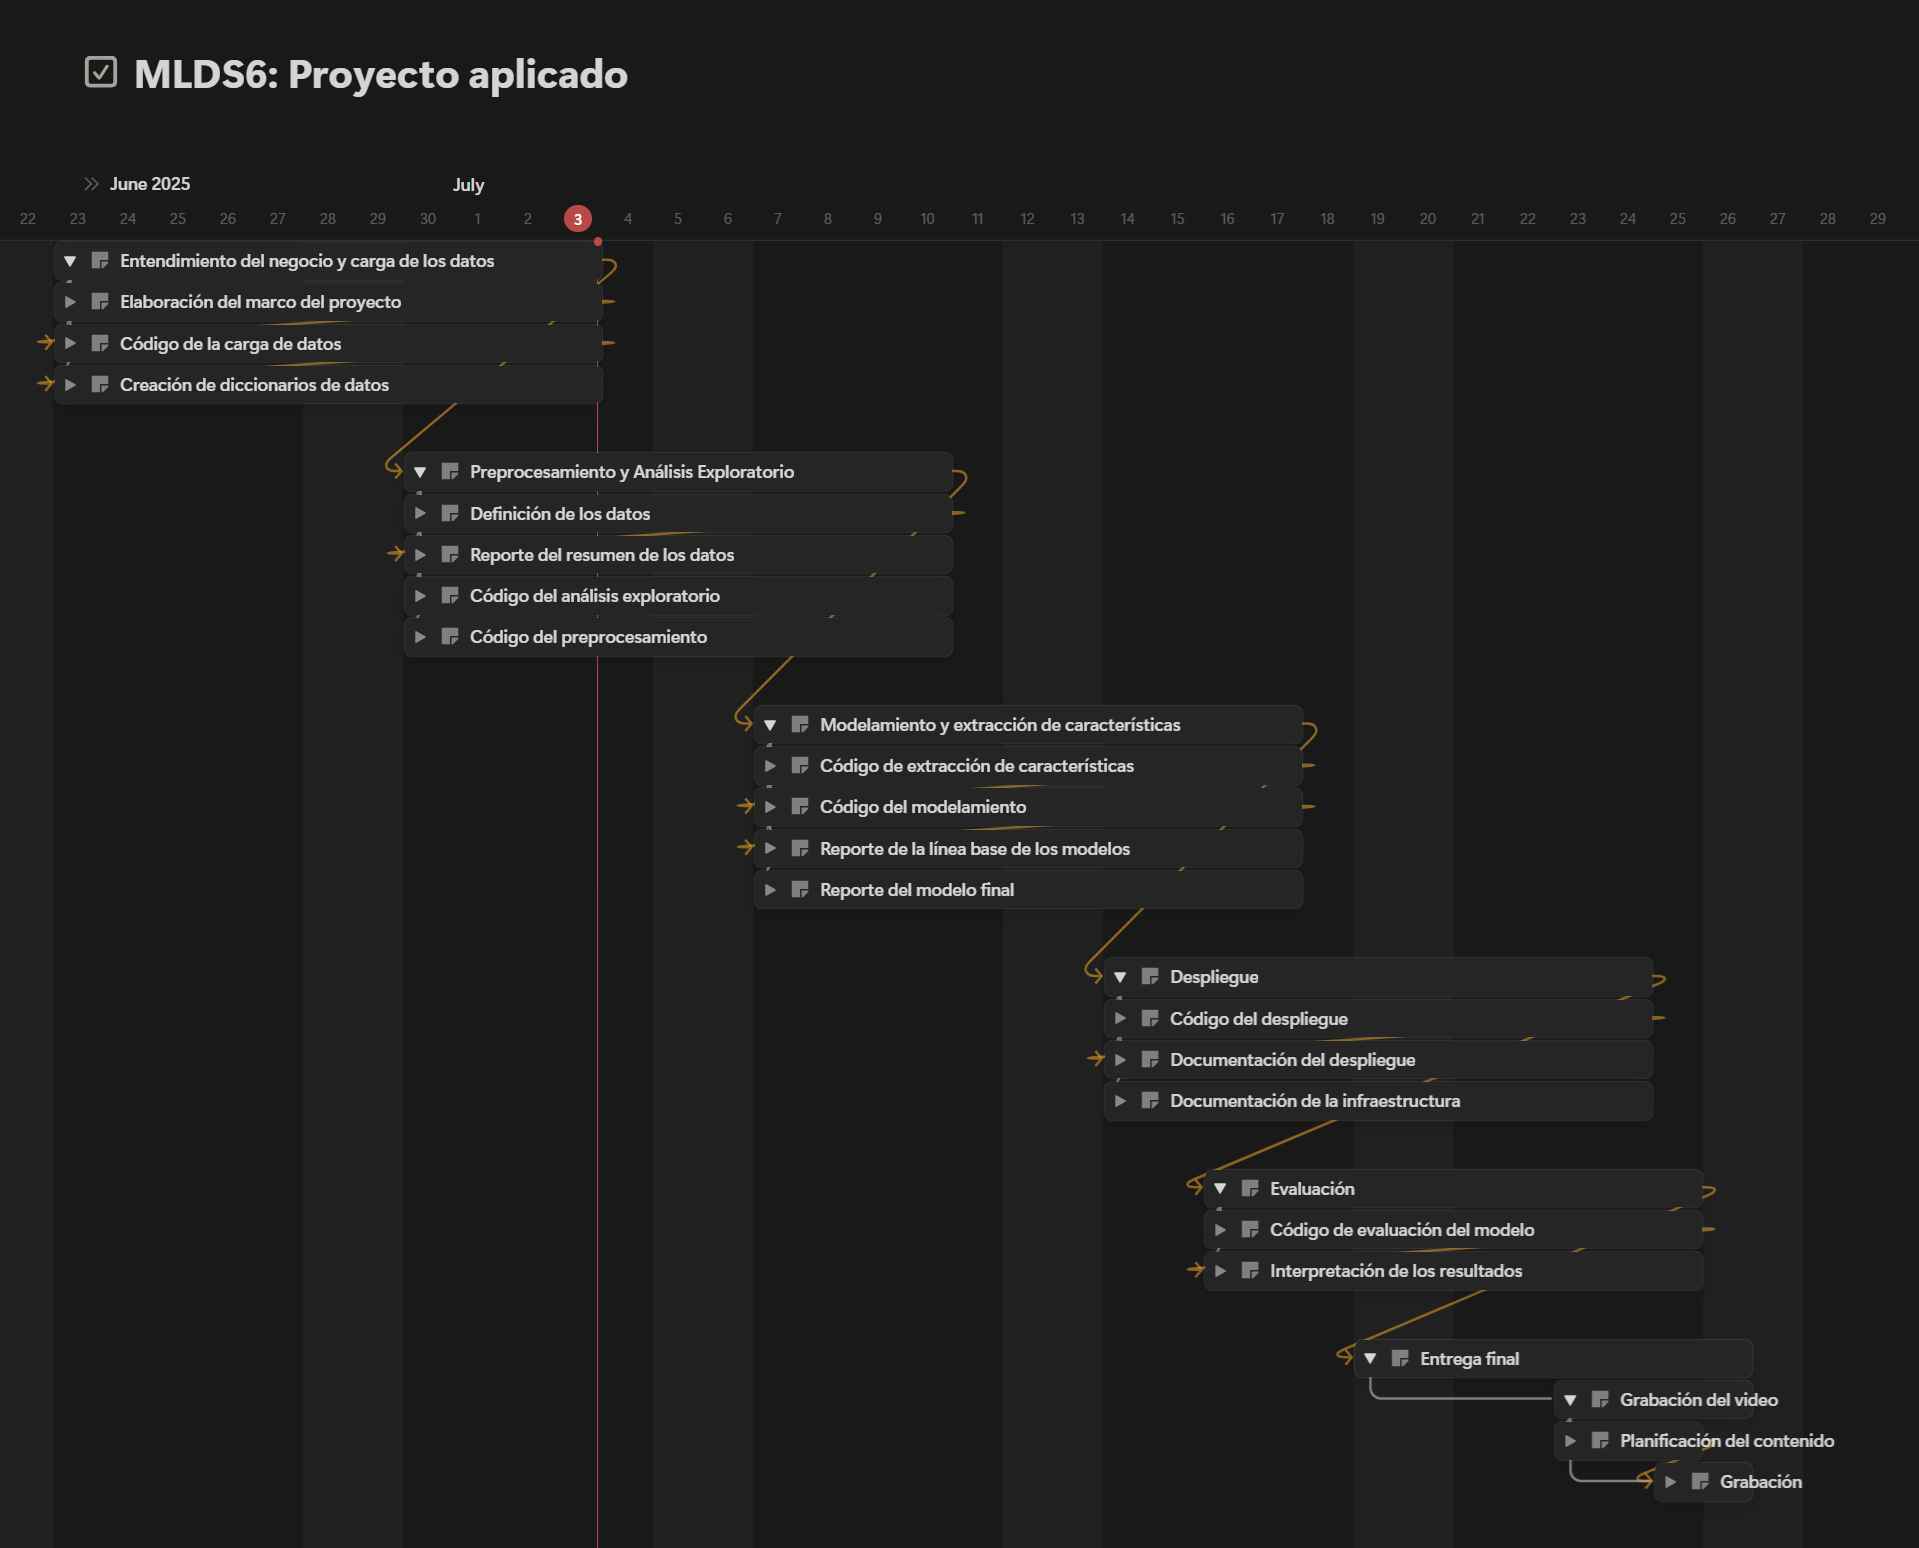 MLDS6: Proyecto aplicado
June 2025 July
22 23 24 25 26 27 28 29 30 1 2 3 4 5 6 7 8 9 10 11 12 13 14 15 16 17 18 19 20 21 22 23 24 25 26 27 28 29
Entendimiento del negocio y carga de los datos
Elaboración del marco del proyecto
Código de la carga de datos
Creación de diccionarios de datos
Preprocesamiento y Análisis Exploratorio
Definición de los datos
Reporte del resumen de los datos
Código del análisis exploratorio
Código del preprocesamiento
Modelamiento y extracción de características
Código de extracción de características
Código del modelamiento
Reporte de la línea base de los modelos
Reporte del modelo final
Despliegue
Código del despliegue
Documentación del despliegue
Documentación de la infraestructura
Evaluación
Código de evaluación del modelo
Interpretación de los resultados
Entrega final
Grabación del video
Planificación del contenido
Grabación